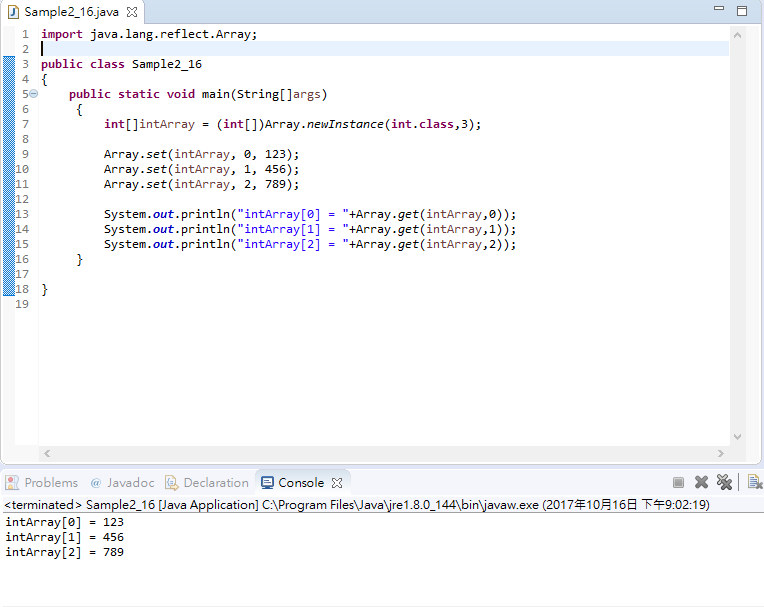 Sample2_16.java
1 import java.lang.reflect.Array;
2
3 public class Sample2_16
4 {
5 public static void main(String[]args)
6 {
7 int[]intArray = (int[])Array.newInstance(int.class,3);
8
9 Array.set(intArray, 0, 123);
10 Array.set(intArray, 1, 456);
11 Array.set(intArray, 2, 789);
12
13 System.out.println("intArray[0] = "+Array.get(intArray,0));
14 System.out.println("intArray[1] = "+Array.get(intArray,1));
15 System.out.println("intArray[2] = "+Array.get(intArray,2));
16 }
17
18 }
19
Problems @ Javadoc Declaration Console
<terminated> Sample2_16 [Java Application] C:\Program Files\Java\jre1.8.0_144\bin\javaw.exe (2017年10月16日 下午9:02:19)
intArray[0] = 123
intArray[1] = 456
intArray[2] = 789